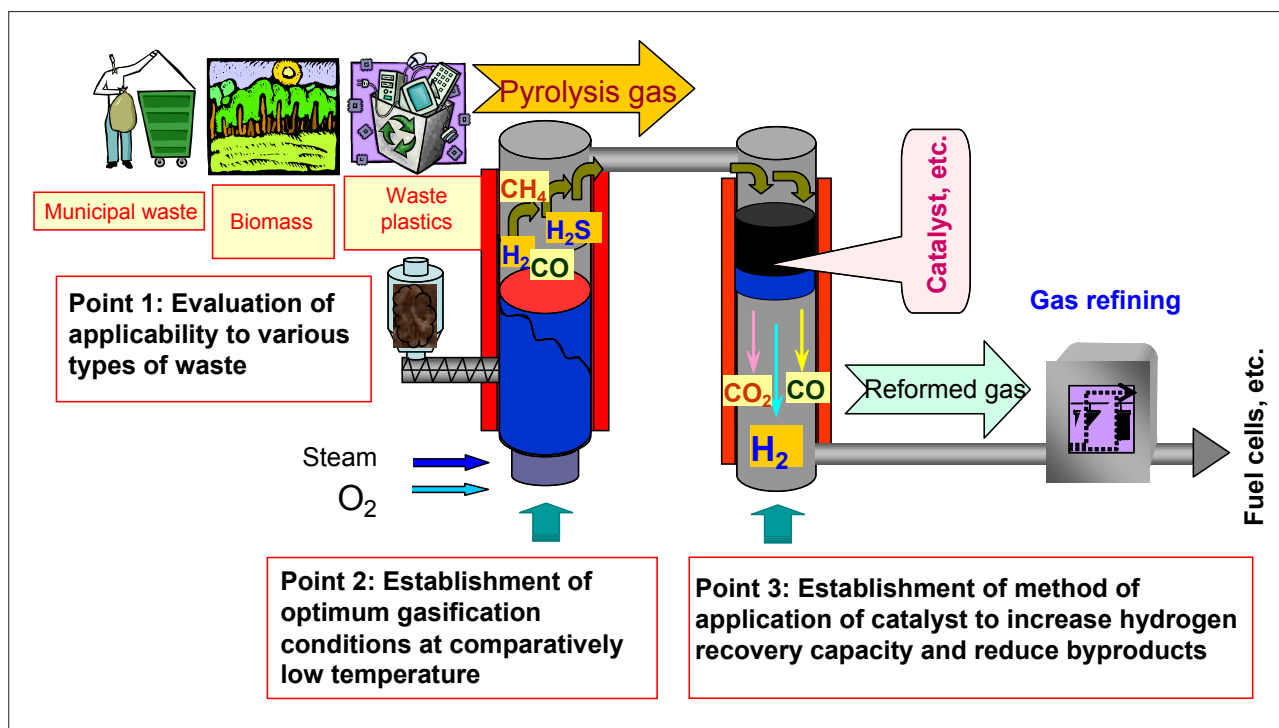 Pyrolysis gas
Municipal waste
Biomass
Waste
plastics
CH₄
H₂S
H₂
CO
Catalyst, etc.
Point 1: Evaluation of
applicability to various
types of waste
Gas refining
CO₂
CO
Reformed gas
H₂
Steam
O₂
Fuel cells, etc.
Point 2: Establishment of
optimum gasification
conditions at comparatively
low temperature
Point 3: Establishment of method of
application of catalyst to increase hydrogen
recovery capacity and reduce byproducts